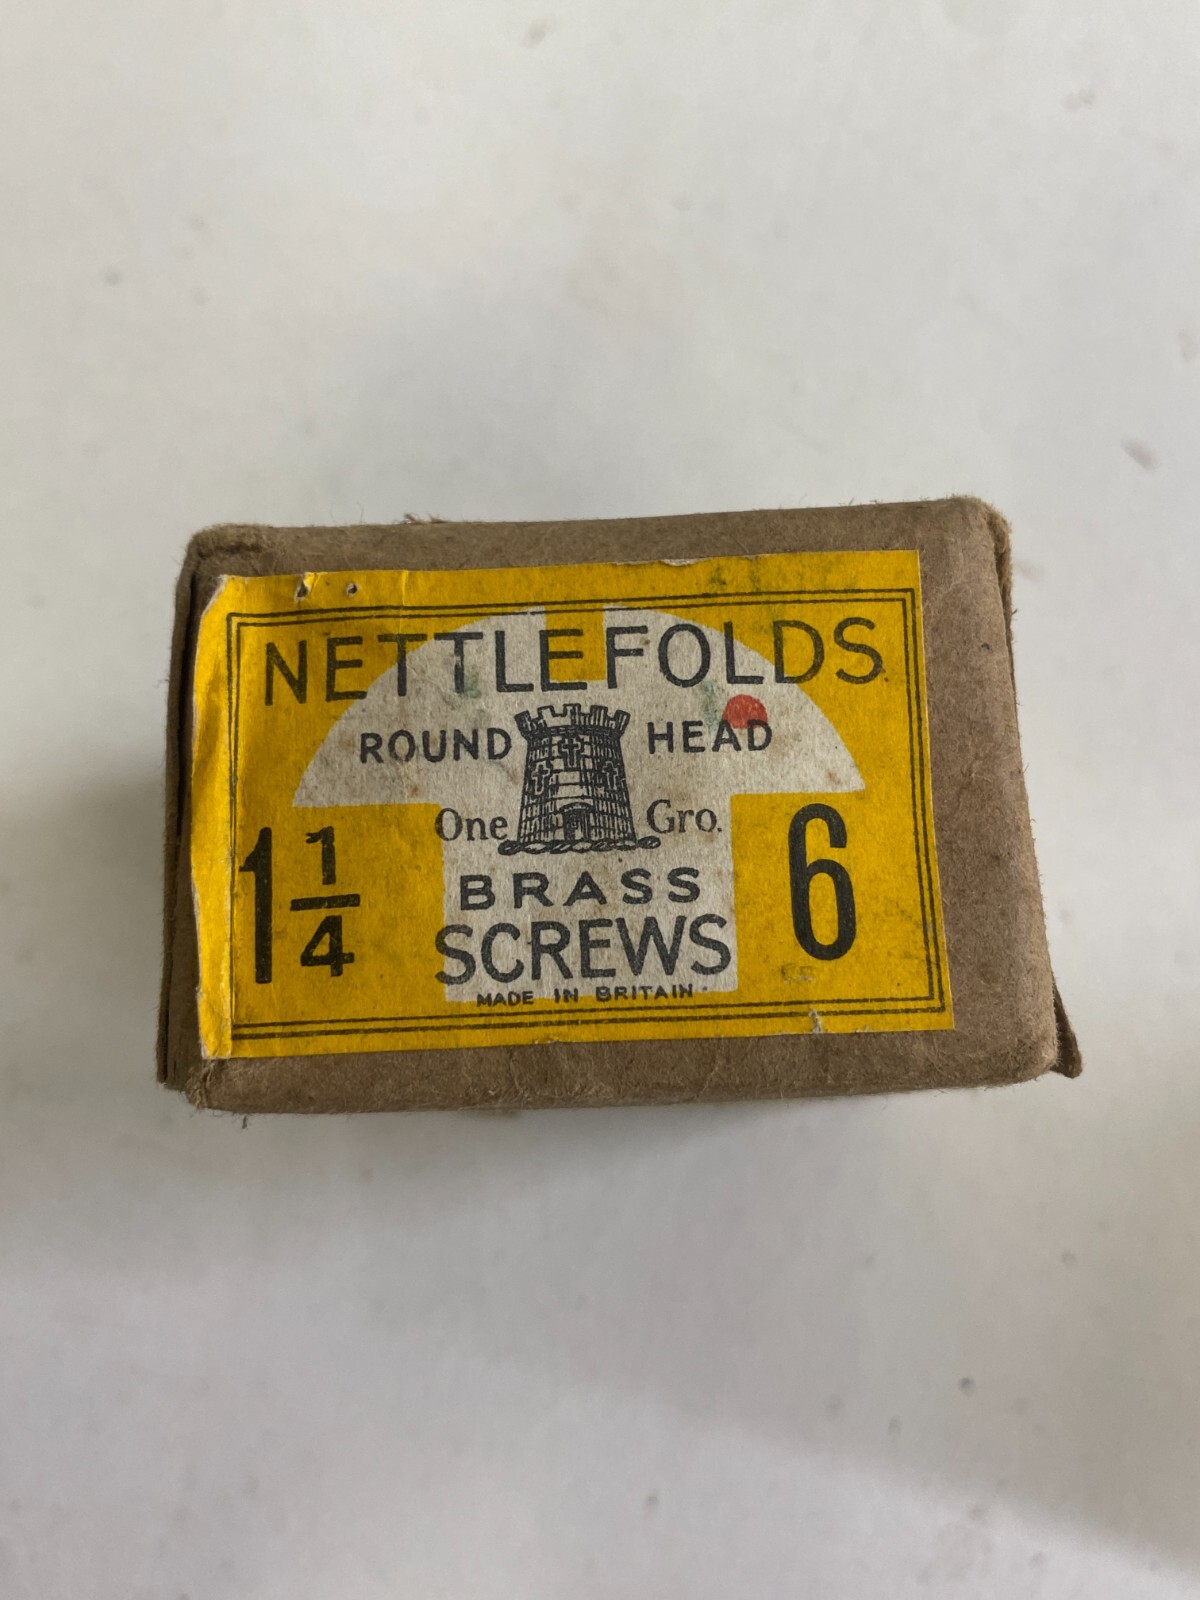 NETTLEFOLDS
ROUND HEAD
One Gro.
1 1/4
6
BRASS
SCREWS
MADE IN BRITAIN